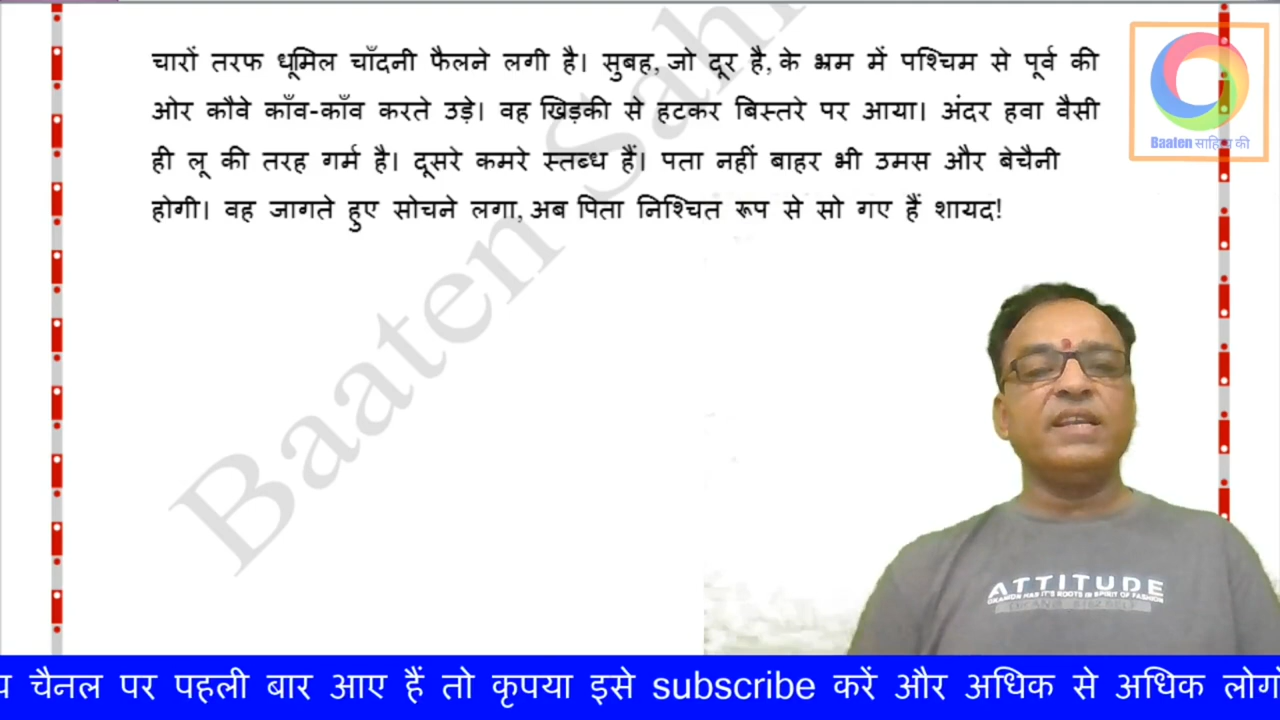 चारों तरफ धूमिल चाँदनी फैलने लगी है। सुबह, जो दूर है, के भ्रम में पश्चिम से पूर्व की
ओर कौवे काँव-काँव करते उड़े। वह खिड़की से हटकर बिस्तरे पर आया। अंदर हवा वैसी
ही लू की तरह गर्म है। दूसरे कमरे स्तब्ध हैं। पता नहीं बाहर भी उमस और बेचैनी
होगी। वह जागते हुए सोचने लगा, अब पिता निश्चित रूप से सो गए हैं शायद!
Baaten साहित्य की
Baaten Sahi
ATTITUDE
चैनल पर पहली बार आए हैं तो कृपया इसे subscribe करें और अधिक से अधिक